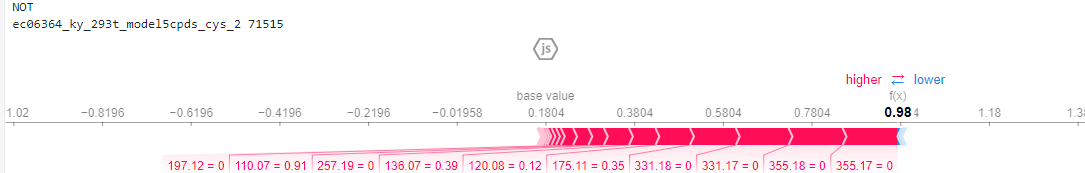 NOT
ec06364_ky_293t_model5cpds_cys_2 71515
js
higher lower
base value f(x)
1.02 −0.8196 −0.6196 −0.4196 −0.2196 −0.01958 0.1804 0.3804 0.5804 0.7804 0.98 4 1.18 1.38
197.12 = 0 110.07 = 0.91 257.19 = 0 136.07 = 0.39 120.08 = 0.12 175.11 = 0.35 331.18 = 0 331.17 = 0 355.18 = 0 355.17 = 0